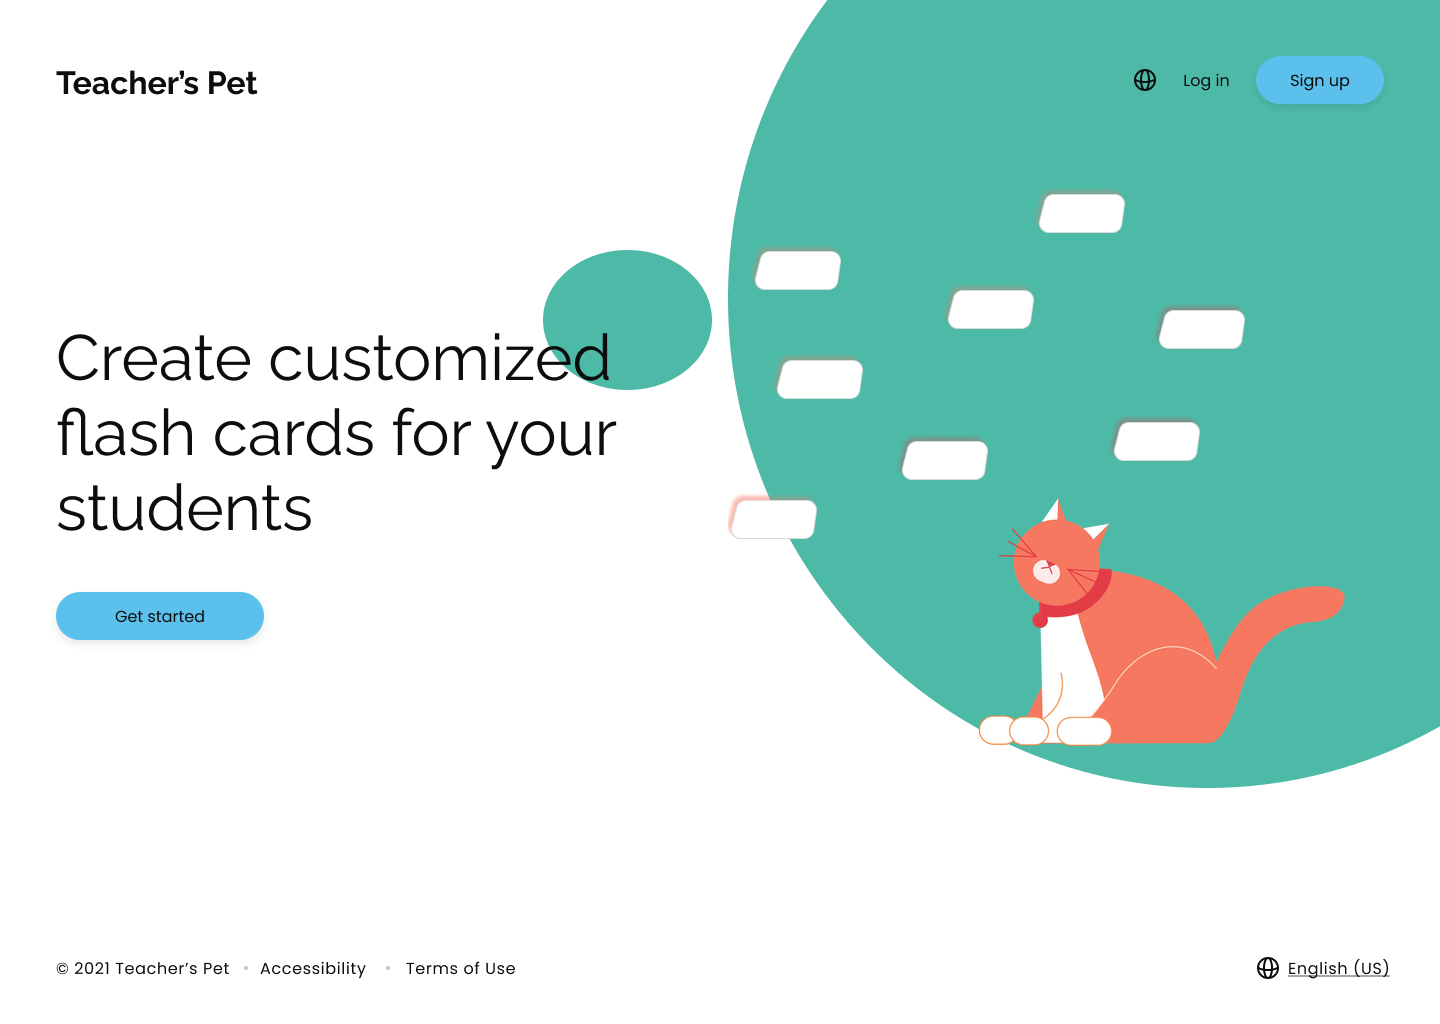 Teacher’s Pet
Log in
Sign up
Create customized
flash cards for your
students
Get started
© 2021 Teacher’s Pet • Accessibility • Terms of Use
English (US)